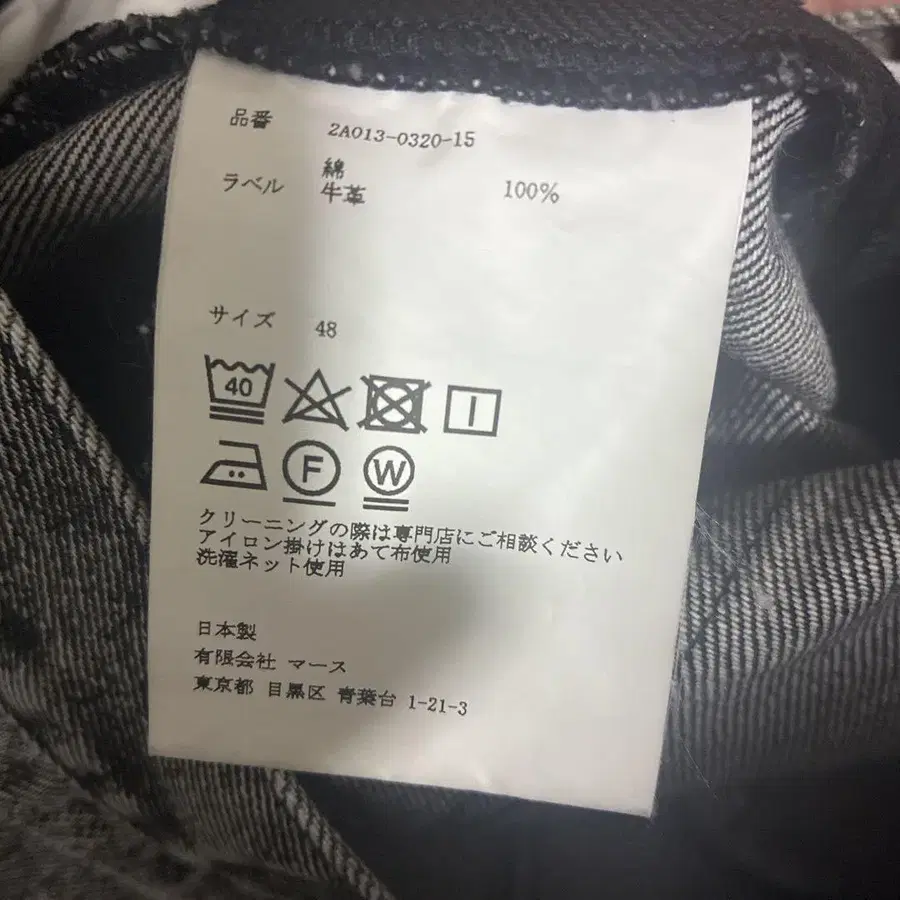 品番 2A013-0320-15
綿 100%
ラベル 牛革
サイズ 48
40
F W
クリーニングの際は専門店にご相談ください
アイロン掛けはあて布使用
洗濯ネット使用
日本製
有限会社 マース
東京都 目黒区 青葉台 1-21-3